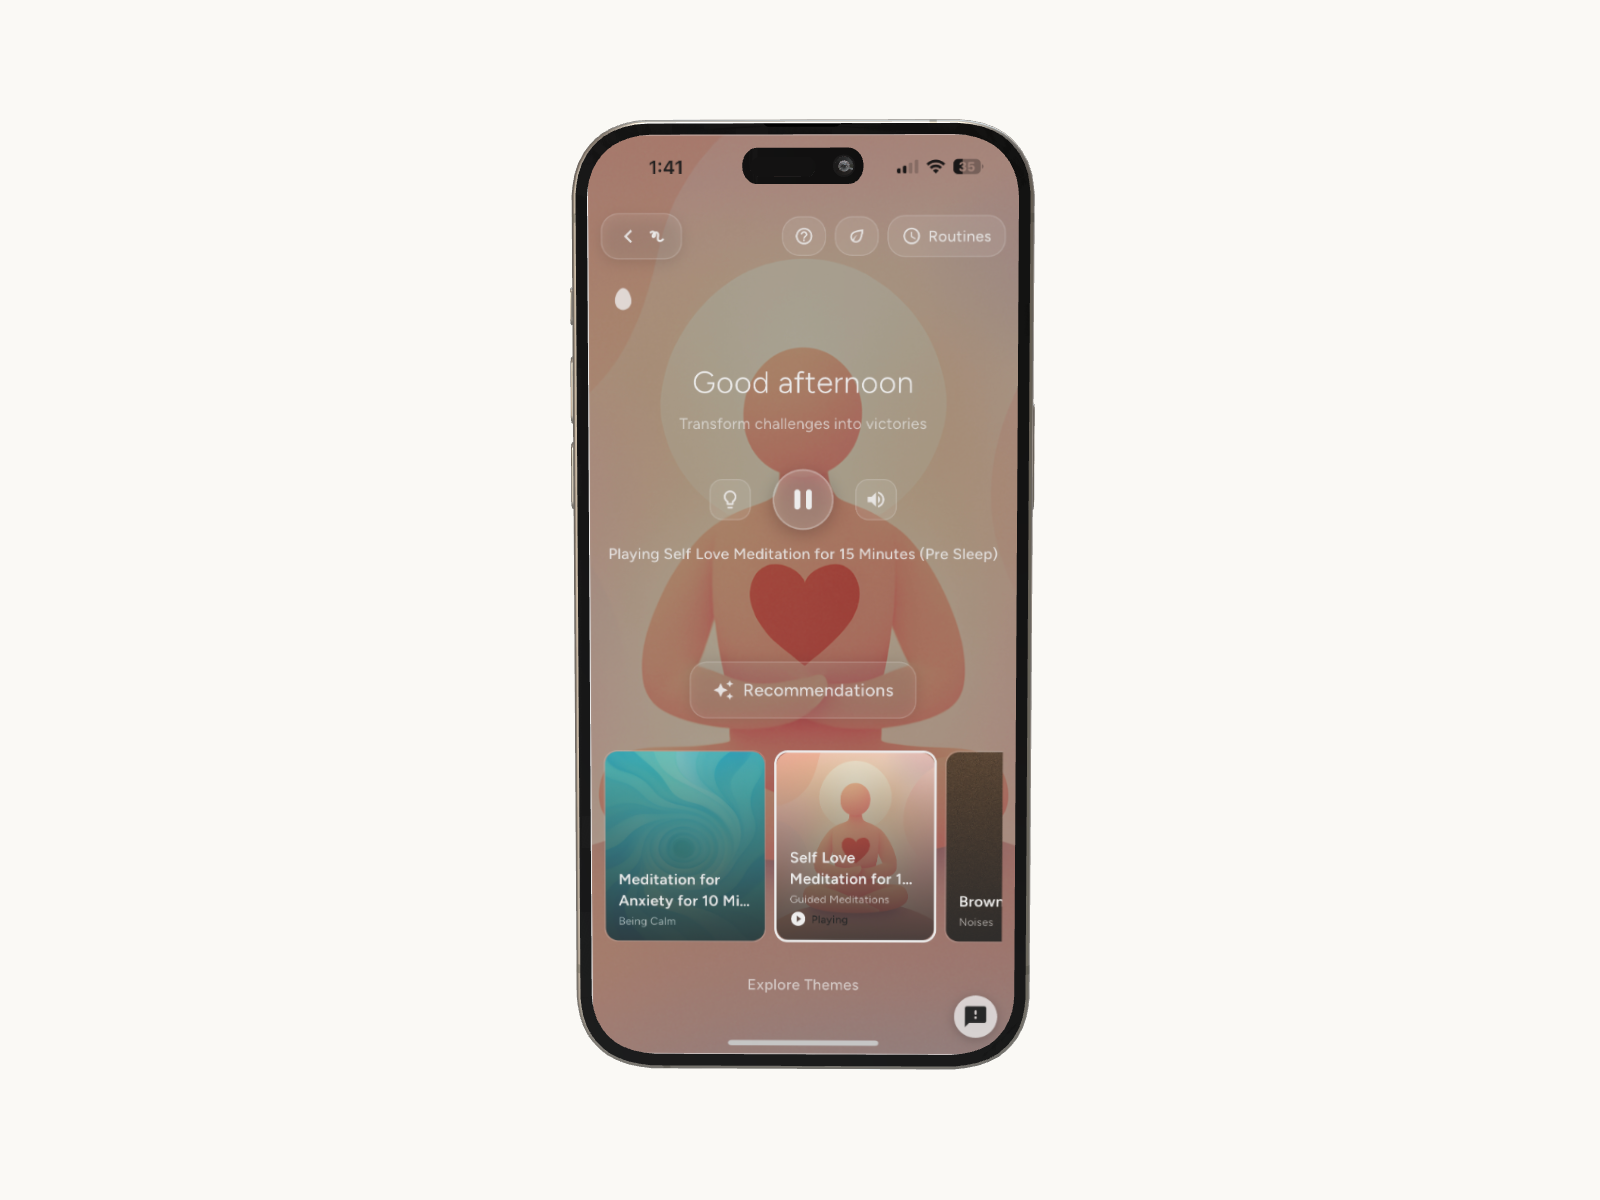 1:41
35
Routines
Good afternoon
Transform challenges into victories
Playing Self Love Meditation for 15 Minutes (Pre Sleep)
Recommendations
Meditation for
Anxiety for 10 Mi...
Being Calm
Self Love
Meditation for 1...
Guided Meditations
Playing
Brown
Noises
Explore Themes